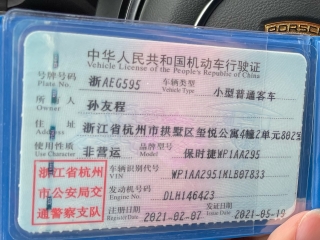 PORSCHE
中华人民共和国机动车行驶证
Vehicle License of the People's Republic of China
号牌号码 浙AEG595 车辆类型 小型普通客车
Plate No. Vehicle Type
所有人 孙友程
Owner
住址 浙江省杭州市拱墅区玺悦公寓4幢2单元802室
Address
使用性质 非营运 品牌型号 保时捷WP1AA295
Use Character Model
浙江省杭州
市公安局交
通警察支队
车辆识别代号 WP1AA2951MLB07833
VIN
发动机号码 DLH146423
Engine No.
注册日期 2021-02-07 发证日期 2021-05-19
Register Date Issue Date